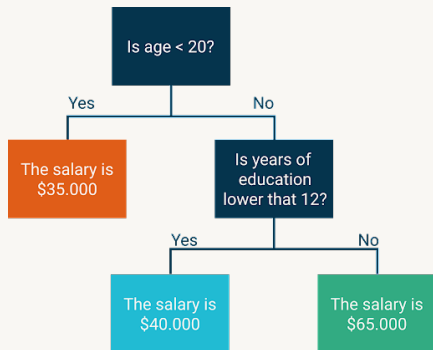 Is age < 20?
Yes
No
The salary is
$35.000
Is years of
education
lower that 12?
Yes
No
The salary is
$40.000
The salary is
$65.000